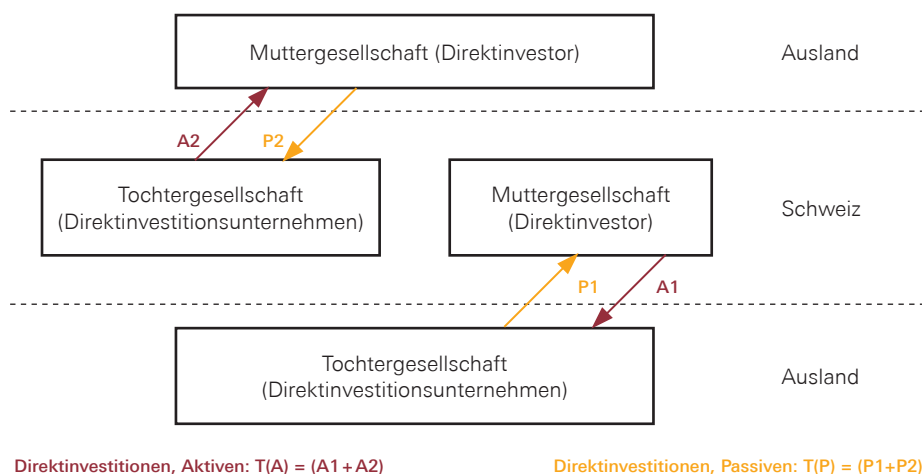 Muttergesellschaft (Direktinvestor)
Ausland
A2
P2
Tochtergesellschaft
(Direktinvestitionsunternehmen)
Muttergesellschaft
(Direktinvestor)
Schweiz
P1
A1
Tochtergesellschaft
(Direktinvestitionsunternehmen)
Ausland
Direktinvestitionen, Aktiven: T(A) = (A1+A2)
Direktinvestitionen, Passiven: T(P) = (P1+P2)